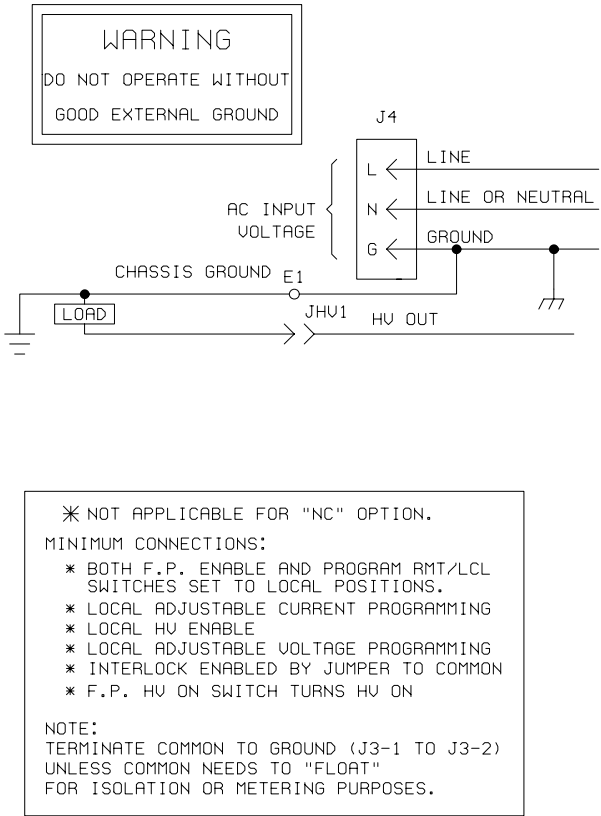 WARNING
DO NOT OPERATE WITHOUT
GOOD EXTERNAL GROUND
J4
L
LINE
N
LINE OR NEUTRAL
AC INPUT
VOLTAGE
G
GROUND
CHASSIS GROUND
E1
LOAD
JHV1
HV OUT
* NOT APPLICABLE FOR "NC" OPTION.
MINIMUM CONNECTIONS:
* BOTH F.P. ENABLE AND PROGRAM RMT/LCL
SWITCHES SET TO LOCAL POSITIONS.
* LOCAL ADJUSTABLE CURRENT PROGRAMMING
* LOCAL HV ENABLE
* LOCAL ADJUSTABLE VOLTAGE PROGRAMMING
* INTERLOCK ENABLED BY JUMPER TO COMMON
* F.P. HV ON SWITCH TURNS HV ON
NOTE:
TERMINATE COMMON TO GROUND (J3-1 TO J3-2)
UNLESS COMMON NEEDS TO "FLOAT"
FOR ISOLATION OR METERING PURPOSES.